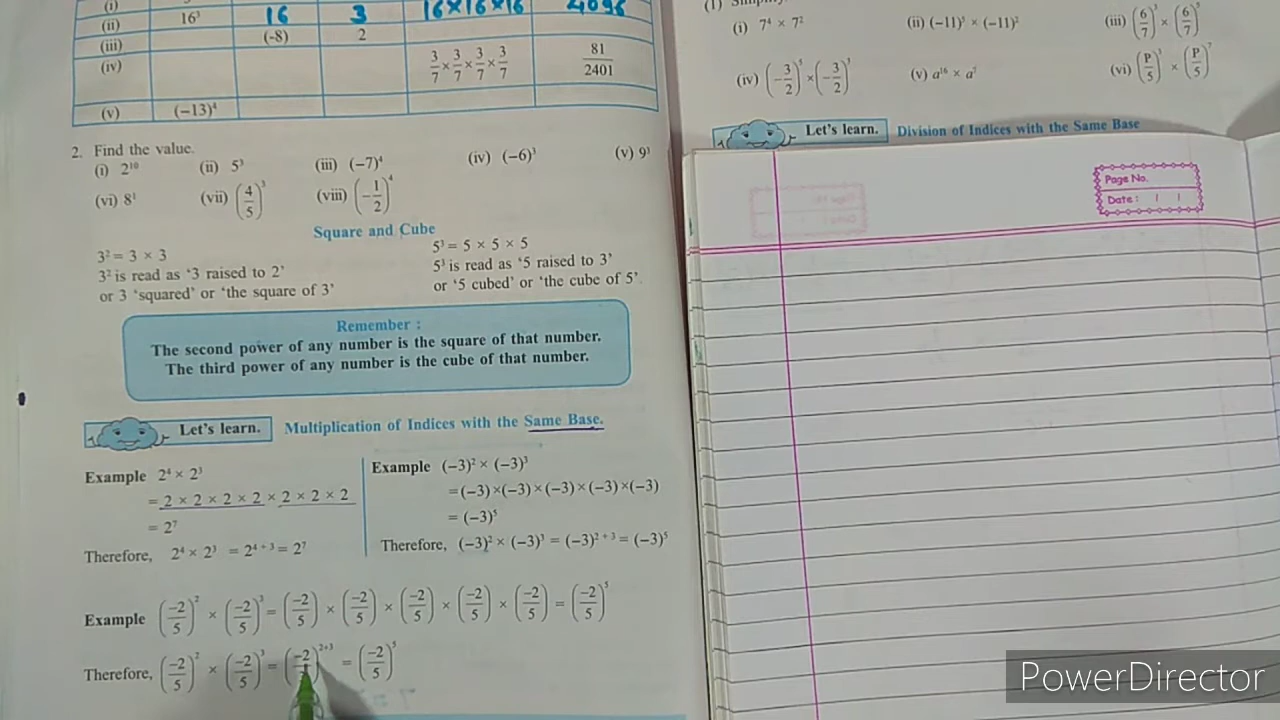 (i)
(ii) 16³ 16 3 16×16×16 4096
(iii) (-8) 2
(iv) 3/7 × 3/7 × 3/7 × 3/7 81/2401
(v) (−13)⁴
2. Find the value.
(i) 2¹⁰ (ii) 5³ (iii) (−7)⁴ (iv) (−6)³ (v) 9³
(vi) 8¹ (vii) (4/5)³ (viii) (−1/2)⁴
Square and Cube
3² = 3 × 3
3² is read as ‘3 raised to 2’
or 3 ‘squared’ or ‘the square of 3’
5³ = 5 × 5 × 5
5³ is read as ‘5 raised to 3’
or ‘5 cubed’ or ‘the cube of 5’.
Remember :
The second power of any number is the square of that number.
The third power of any number is the cube of that number.
Let’s learn. Multiplication of Indices with the Same Base.
Example 2⁴ × 2³
= 2 × 2 × 2 × 2 × 2 × 2 × 2
= 2⁷
Therefore, 2⁴ × 2³ = 2⁴⁺³ = 2⁷
Example (−3)² × (−3)³
= (−3)×(−3)×(−3)×(−3)×(−3)
= (−3)⁵
Therefore, (−3)² × (−3)³ = (−3)²⁺³ = (−3)⁵
Example (−2/5)² × (−2/5)³ = (−2/5) × (−2/5) × (−2/5) × (−2/5) × (−2/5) = (−2/5)⁵
Therefore, (−2/5)² × (−2/5)³ = (−2/5)²⁺³ = (−2/5)⁵
(i) 7⁴ × 7² (ii) (−11)⁵ × (−11)² (iii) (6/7)³ × (6/7)⁵
(iv) (−3/2)⁵ × (−3/2)³ (v) a¹⁶ × a⁷ (vi) (P/5)³ × (P/5)⁷
Let’s learn. Division of Indices with the Same Base
Page No.
Date : / /
PowerDirector